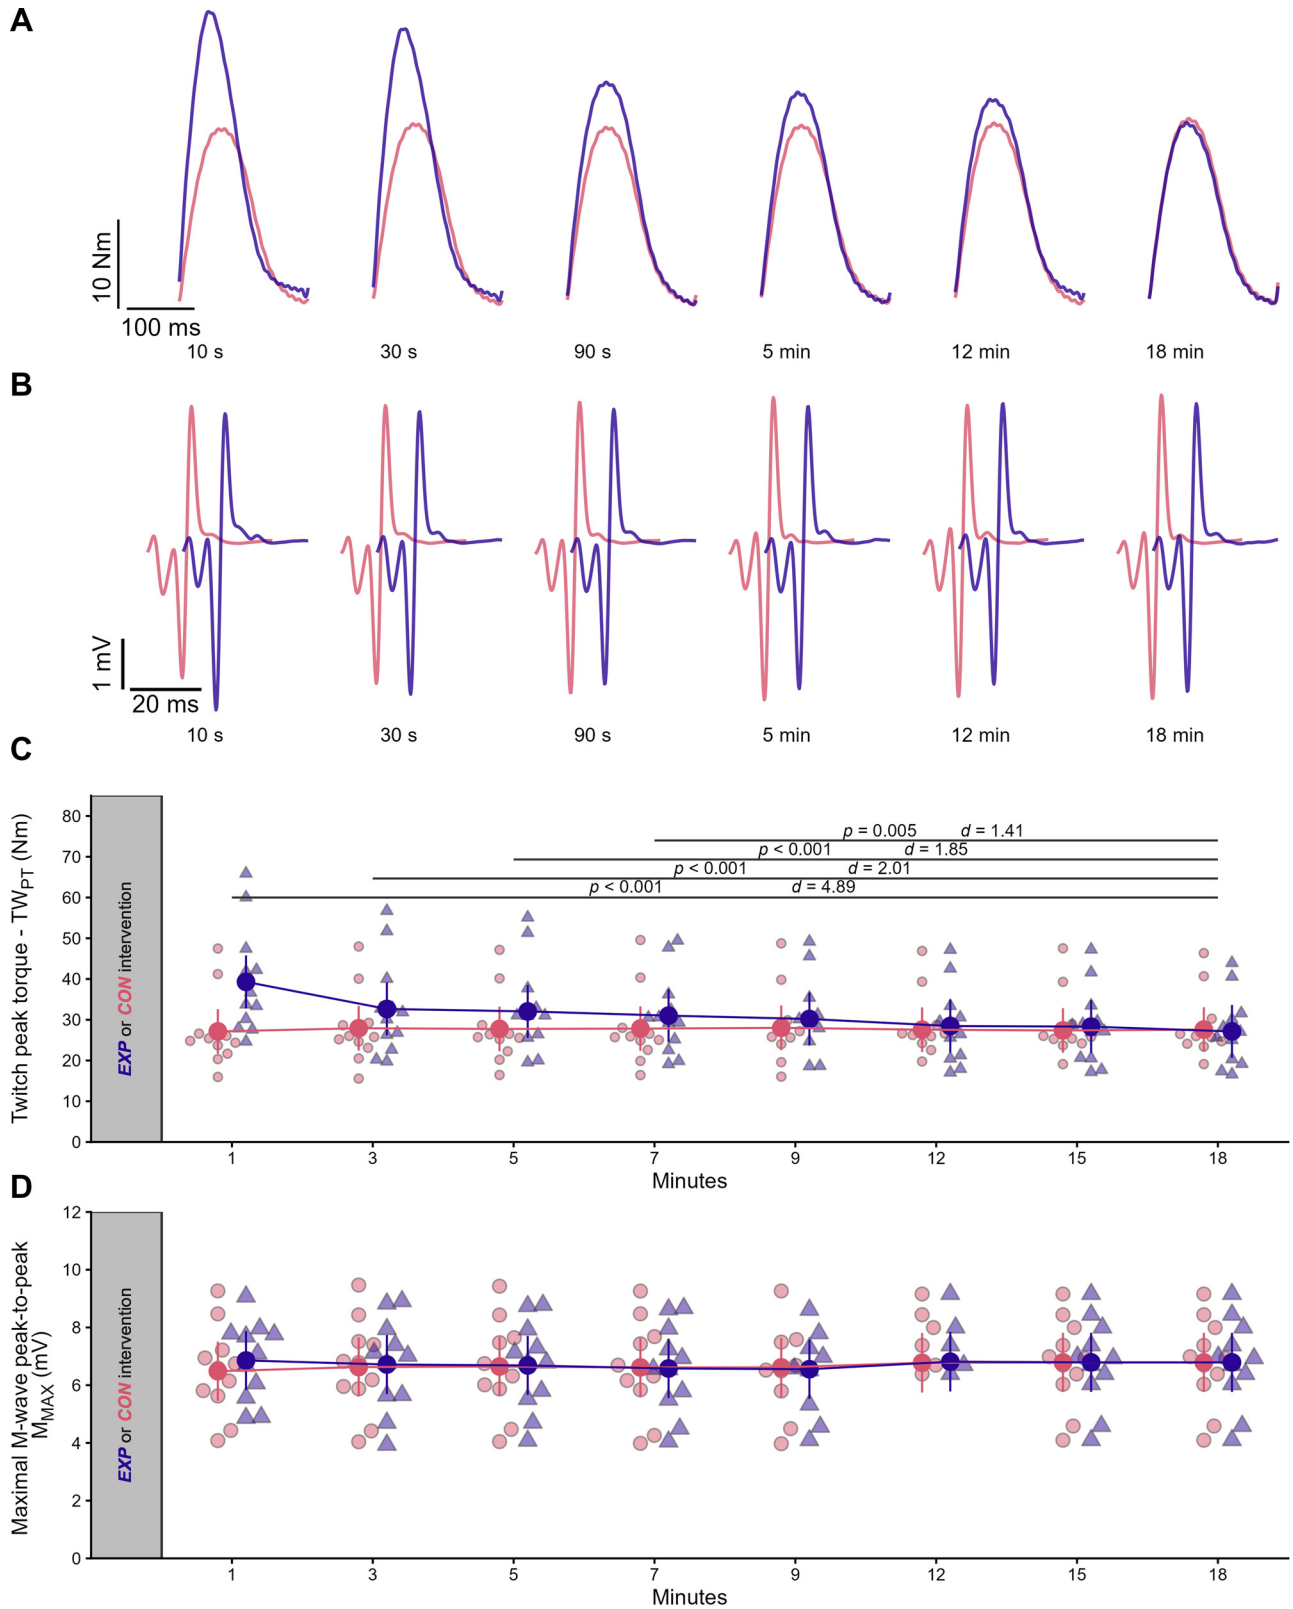 A
10 Nm
100 ms
10 s 30 s 90 s 5 min 12 min 18 min
B
1 mV
20 ms
10 s 30 s 90 s 5 min 12 min 18 min
C
Twitch peak torque - TWPT (Nm)
80
70
60
50
40
30
20
10
0
EXP or CON intervention
p = 0.005 d = 1.41
p < 0.001 d = 1.85
p < 0.001 d = 2.01
p < 0.001 d = 4.89
1 3 5 7 9 12 15 18
Minutes
D
Maximal M-wave peak-to-peak
MMAX (mV)
12
10
8
6
4
2
0
EXP or CON intervention
1 3 5 7 9 12 15 18
Minutes